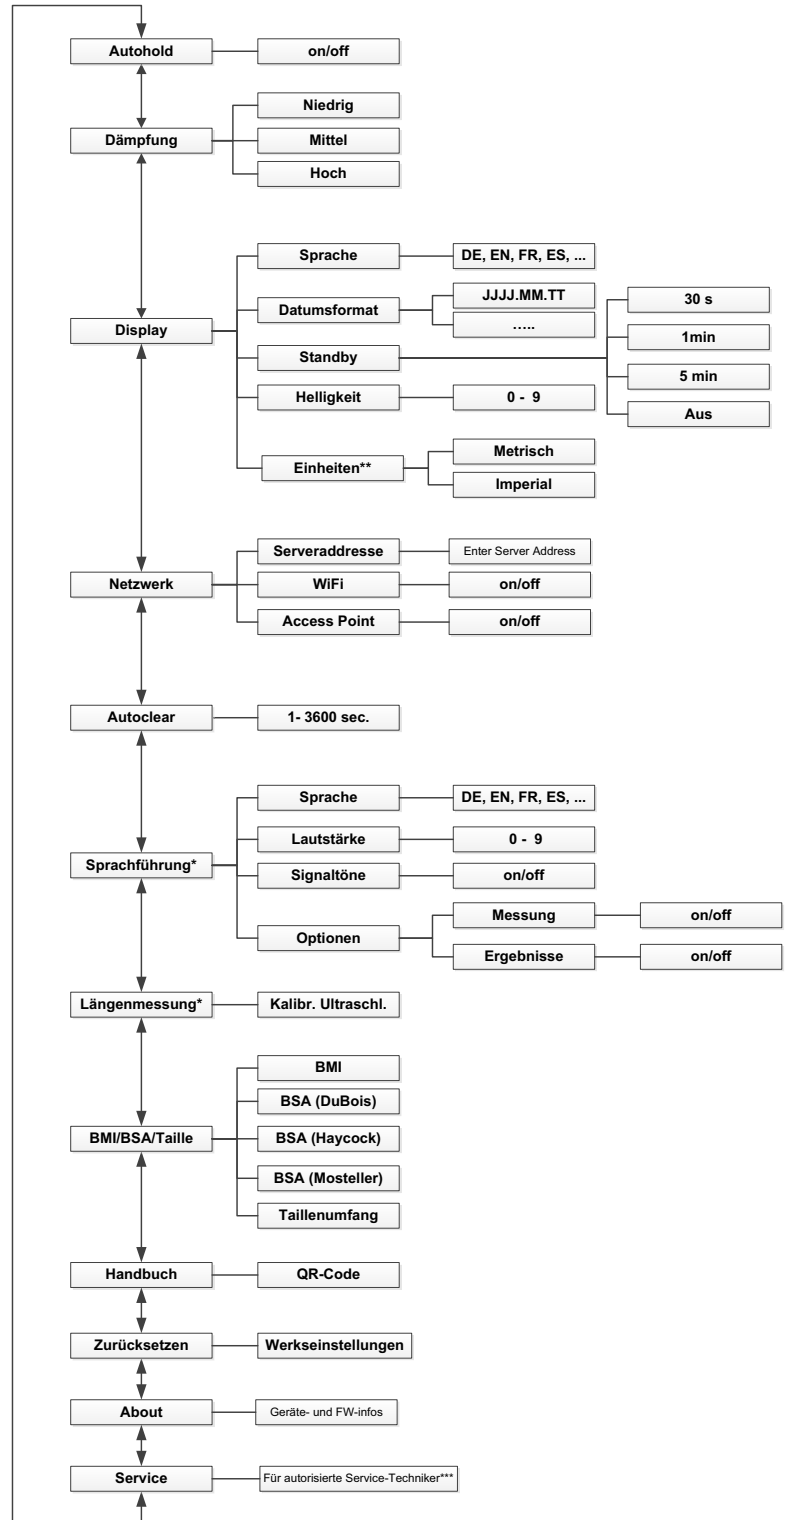 Autohold
on/off
Dämpfung
Niedrig
Mittel
Hoch
Display
Sprache
DE, EN, FR, ES, ...
Datumsformat
JJJJ.MM.TT
.....
Standby
30 s
1min
5 min
Aus
Helligkeit
0 - 9
Einheiten**
Metrisch
Imperial
Netzwerk
Serveraddresse
Enter Server Address
WiFi
on/off
Access Point
on/off
Autoclear
1- 3600 sec.
Sprachführung*
Sprache
DE, EN, FR, ES, ...
Lautstärke
0 - 9
Signaltöne
on/off
Optionen
Messung
on/off
Ergebnisse
on/off
Längenmessung*
Kalibr. Ultraschl.
BMI/BSA/Taille
BMI
BSA (DuBois)
BSA (Haycock)
BSA (Mosteller)
Taillenumfang
Handbuch
QR-Code
Zurücksetzen
Werkseinstellungen
About
Geräte- und FW-infos
Service
Für autorisierte Service-Techniker***